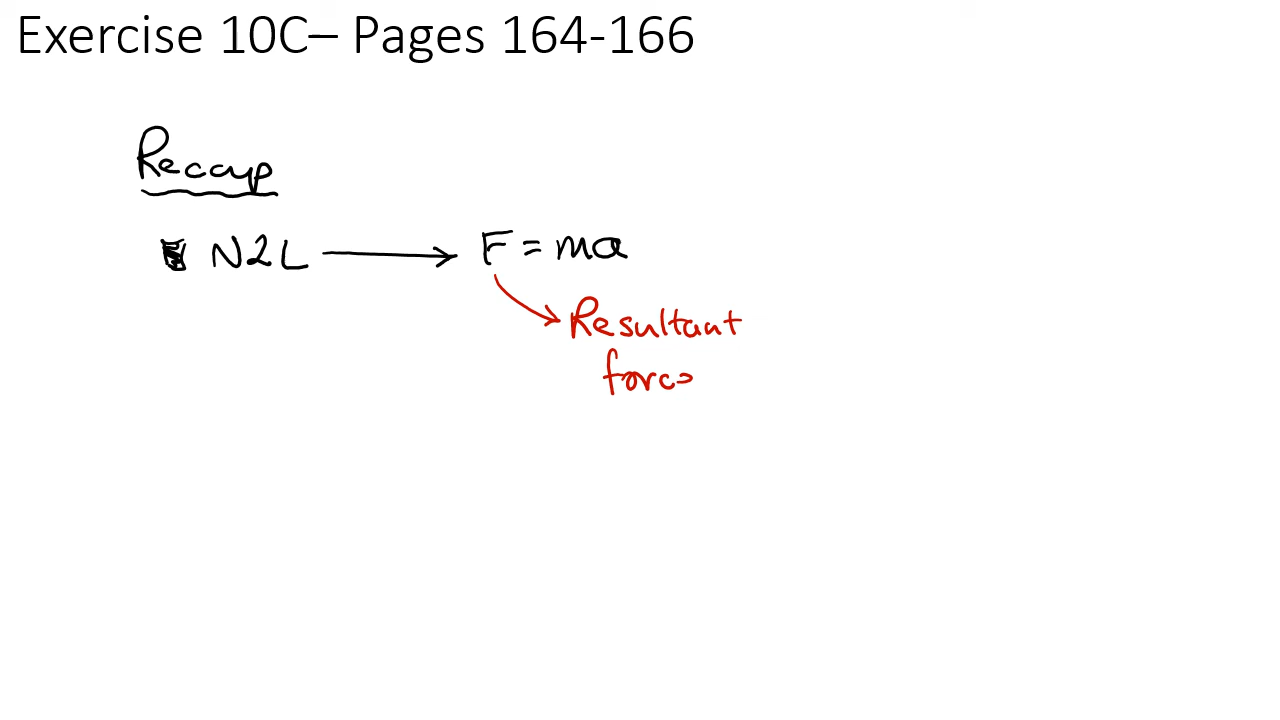 Exercise 10C– Pages 164-166
Recap
N2L → F = ma
Resultant
force